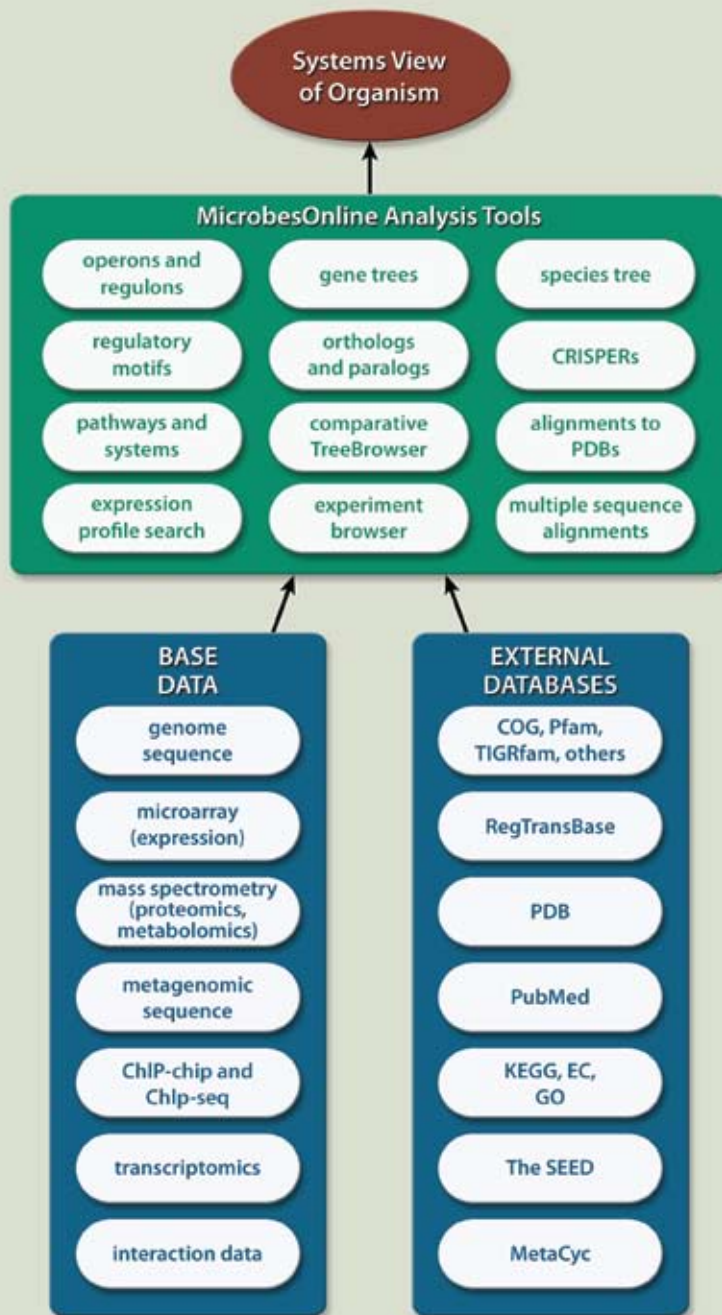 Systems View
of Organism
MicrobesOnline Analysis Tools
operons and
regulons
gene trees
species tree
regulatory
motifs
orthologs
and paralogs
CRISPERs
pathways and
systems
comparative
TreeBrowser
alignments to
PDBs
expression
profile search
experiment
browser
multiple sequence
alignments
BASE
DATA
genome
sequence
microarray
(expression)
mass spectrometry
(proteomics,
metabolomics)
metagenomic
sequence
ChIP-chip and
Chlp-seq
transcriptomics
interaction data
EXTERNAL
DATABASES
COG, Pfam,
TIGRfam, others
RegTransBase
PDB
PubMed
KEGG, EC,
GO
The SEED
MetaCyc